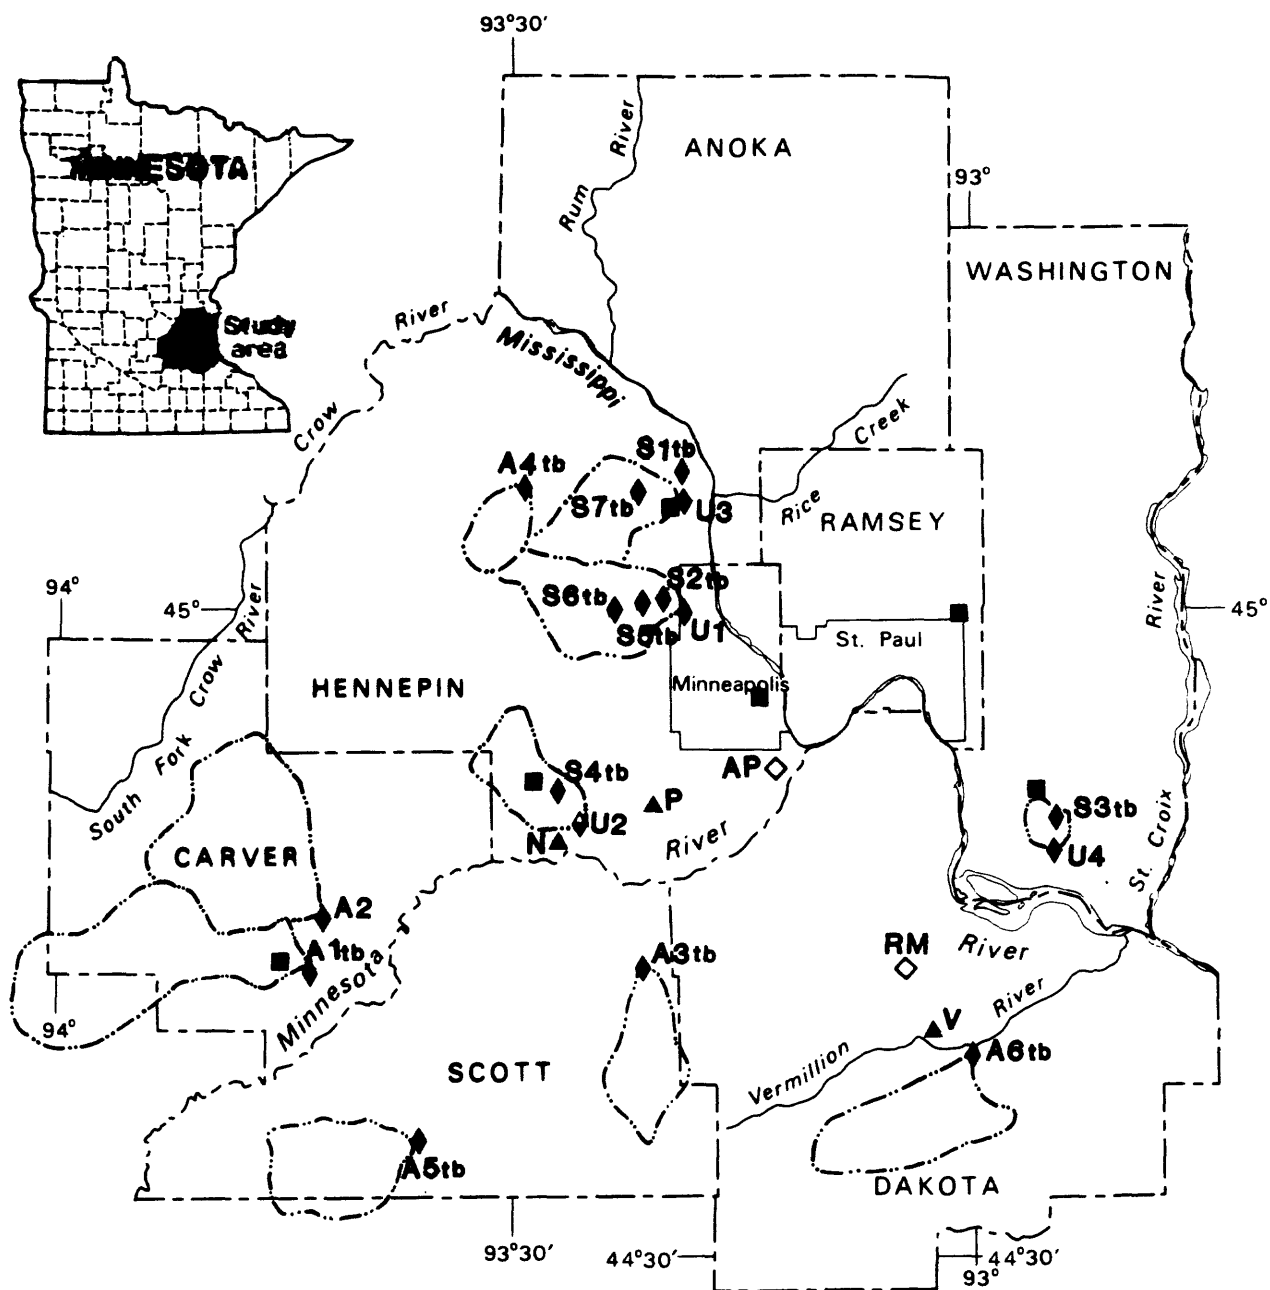 93°30′
MINNESOTA
Study
area
ANOKA
Rum
River
93°
WASHINGTON
Crow
River
Mississippi
Rice
Creek
A4tb
S1tb
S7tb
U3
RAMSEY
94°
45°
River
S6tb
S2tb
S5tb
U1
St. Paul
Minneapolis
River
45°
HENNEPIN
South
Fork
Crow
AP
S4tb
P
U2
N
River
S3tb
U4
St. Croix
CARVER
A2
A1tb
Minnesota
A3tb
RM
River
94°
V
River
A6tb
Vermillion
SCOTT
A5tb
DAKOTA
93°30′
44°30′
93°
44°30′